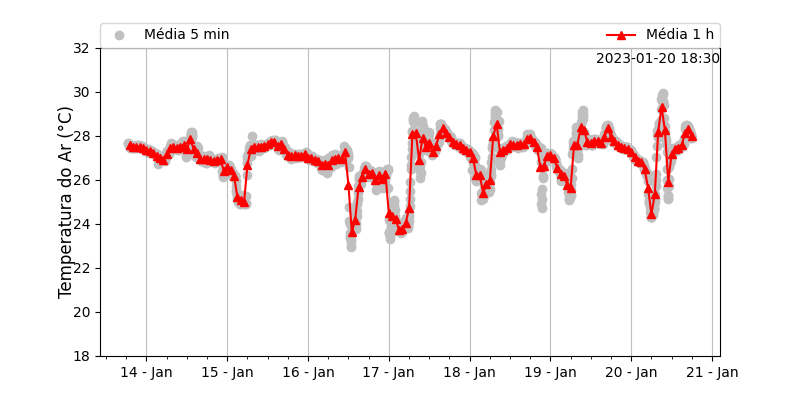 Média 5 min
Média 1 h
2023-01-20 18:30
Temperatura do Ar (°C)
32
30
28
26
24
22
20
18
14 - Jan
15 - Jan
16 - Jan
17 - Jan
18 - Jan
19 - Jan
20 - Jan
21 - Jan